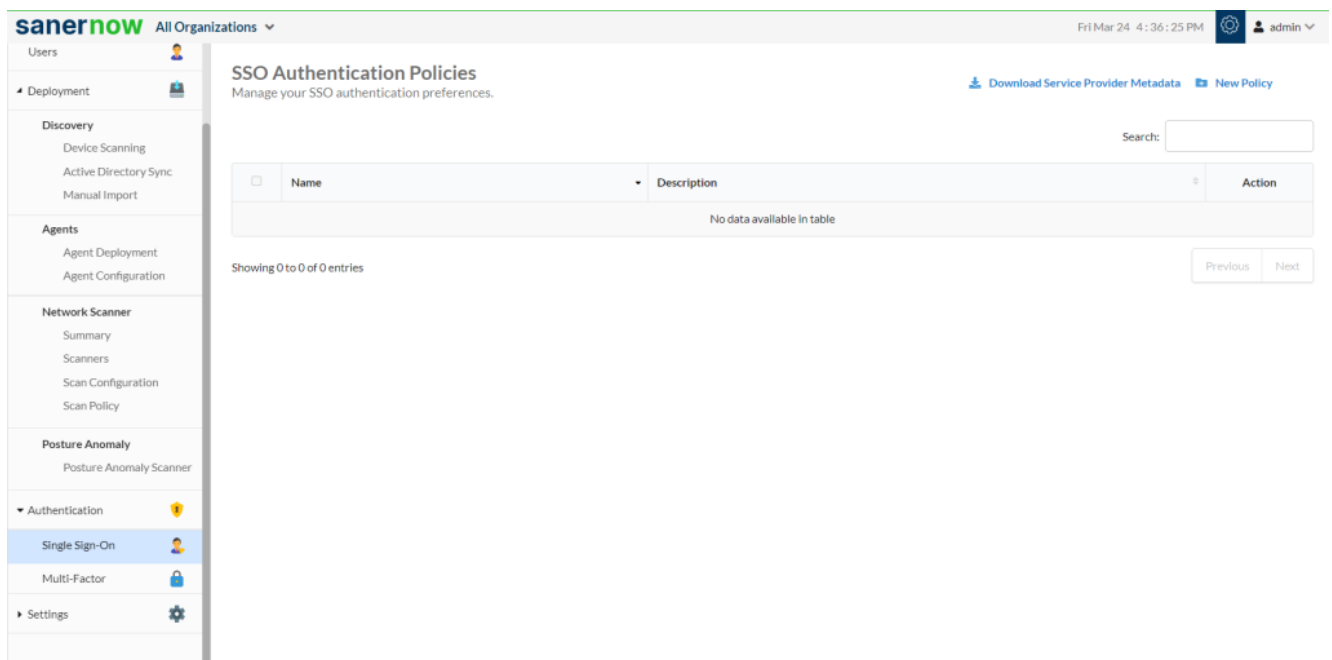 sanernow All Organizations
Fri Mar 24 4:36:25 PM
admin
Users
Deployment
Discovery
Device Scanning
Active Directory Sync
Manual Import
Agents
Agent Deployment
Agent Configuration
Network Scanner
Summary
Scanners
Scan Configuration
Scan Policy
Posture Anomaly
Posture Anomaly Scanner
Authentication
Single Sign-On
Multi-Factor
Settings
SSO Authentication Policies
Manage your SSO authentication preferences.
Download Service Provider Metadata New Policy
Search:
Name Description Action
No data available in table
Showing 0 to 0 of 0 entries
Previous Next